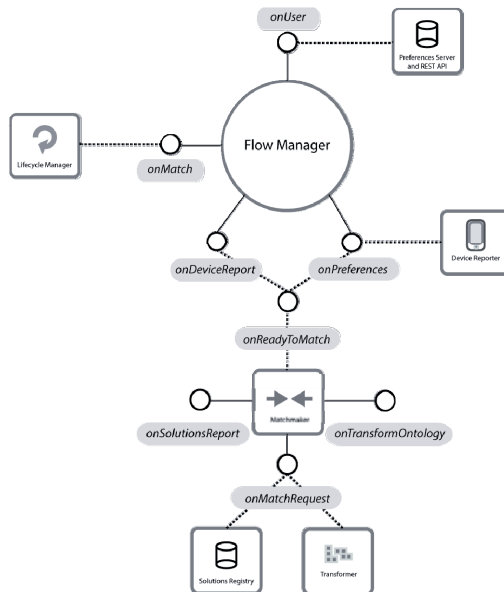 onUser
Preferences Server
and REST API
Flow Manager
Lifecycle Manager
onMatch
Device Reporter
onDeviceReport
onPreferences
onReadyToMatch
Matchmaker
onSolutionsReport
onTransformOntology
onMatchRequest
Solutions Registry
Transformer